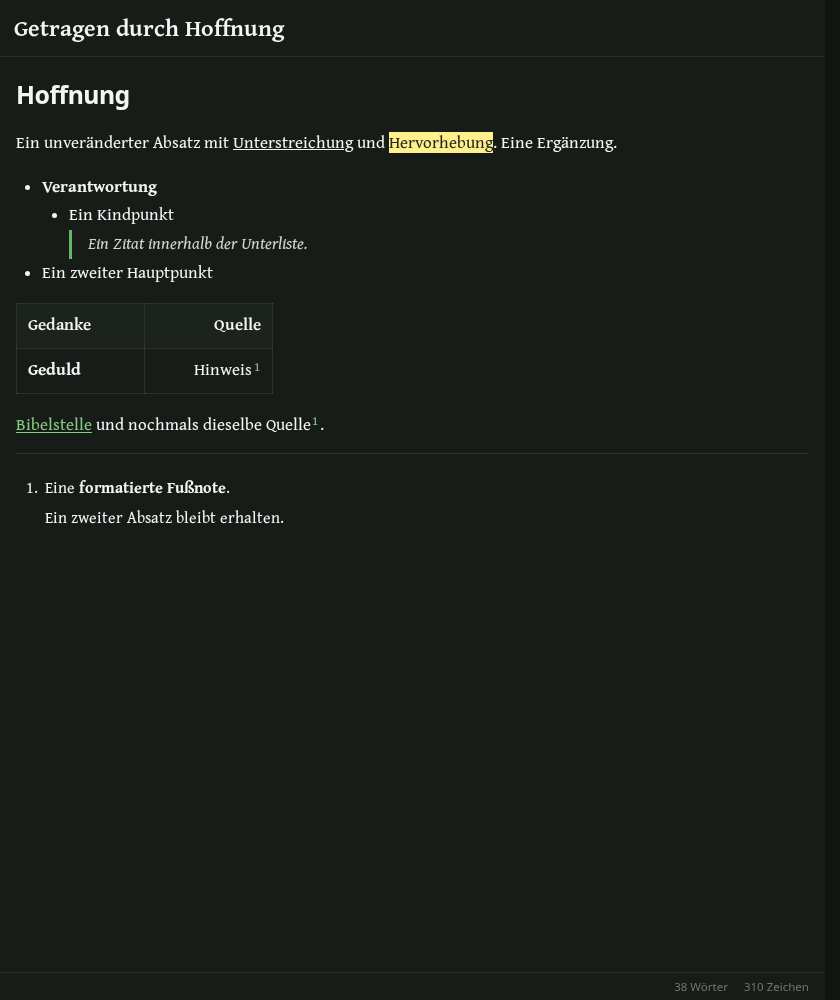 Getragen durch Hoffnung
Hoffnung
Ein unveränderter Absatz mit Unterstreichung und Hervorhebung. Eine Ergänzung.
• Verantwortung
• Ein Kindpunkt
Ein Zitat innerhalb der Unterliste.
• Ein zweiter Hauptpunkt
Gedanke Quelle
Geduld Hinweis 1
Bibelstelle und nochmals dieselbe Quelle1.
1. Eine formatierte Fußnote.
Ein zweiter Absatz bleibt erhalten.
38 Wörter 310 Zeichen